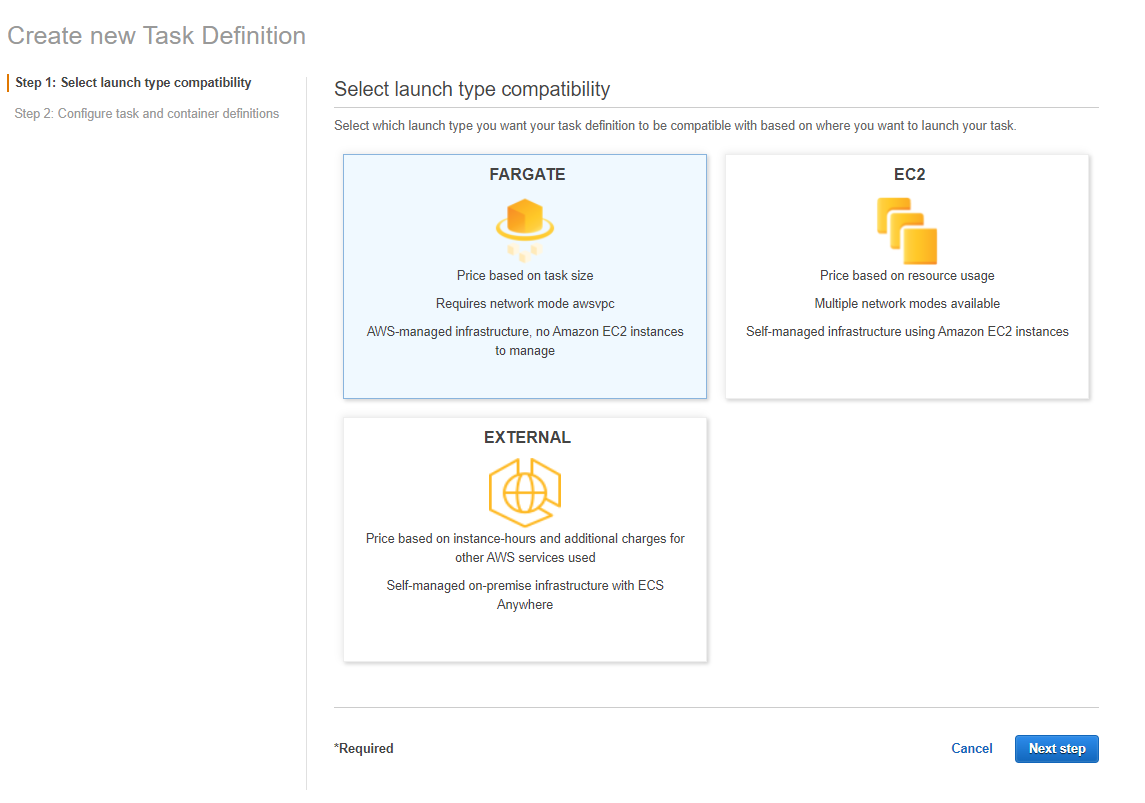 Create new Task Definition
Step 1: Select launch type compatibility
Step 2: Configure task and container definitions
Select launch type compatibility
Select which launch type you want your task definition to be compatible with based on where you want to launch your task.
FARGATE
Price based on task size
Requires network mode awsvpc
AWS-managed infrastructure, no Amazon EC2 instances
to manage
EC2
Price based on resource usage
Multiple network modes available
Self-managed infrastructure using Amazon EC2 instances
EXTERNAL
Price based on instance-hours and additional charges for
other AWS services used
Self-managed on-premise infrastructure with ECS
Anywhere
*Required
Cancel
Next step